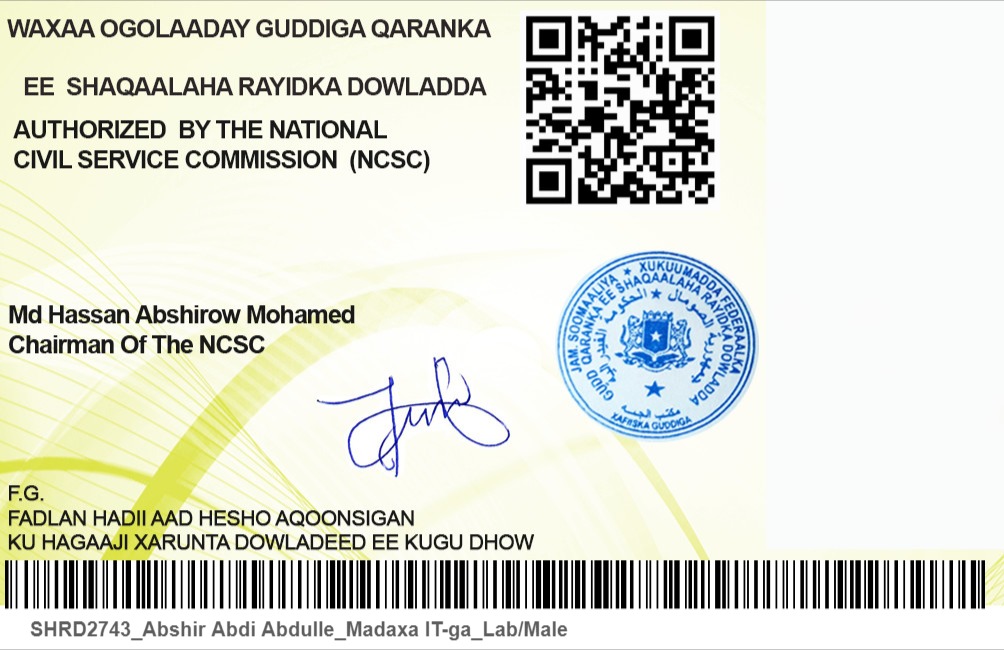 WAXAA OGOLAADAY GUDDIGA QARANKA
EE SHAQAALAHA RAYIDKA DOWLADDA
AUTHORIZED BY THE NATIONAL
CIVIL SERVICE COMMISSION (NCSC)
Md Hassan Abshirow Mohamed
Chairman Of The NCSC
JAM. SOOMAALIYA ★ XUKUUMADDA FEDERAALKA
GUDD QARANKA EE SHAQAALAHA RAYIDKA DOWLADDA
XAFIISKA GUDDIGA
F.G.
FADLAN HADII AAD HESHO AQOONSIGAN
KU HAGAAJI XARUNTA DOWLADEED EE KUGU DHOW
SHRD2743_Abshir Abdi Abdulle_Madaxa IT-ga_Lab/Male